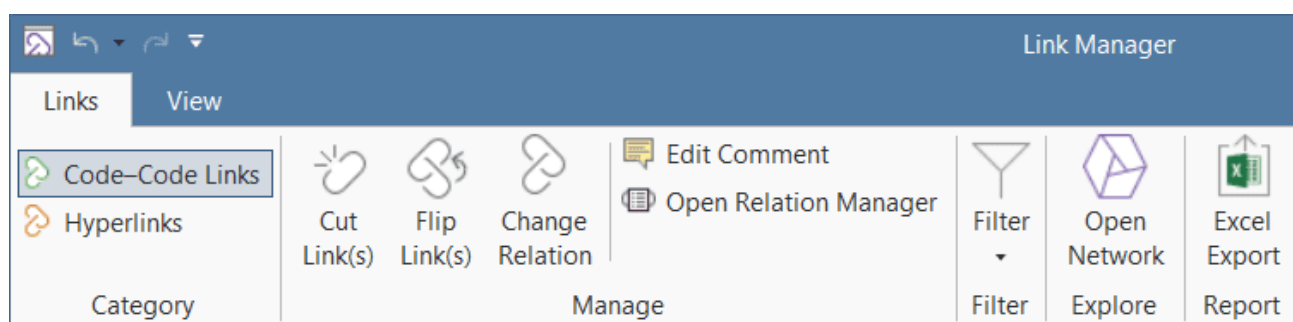 Link Manager
Links View
Code–Code Links
Hyperlinks
Category
Cut
Link(s)
Flip
Link(s)
Change
Relation
Edit Comment
Open Relation Manager
Manage
Filter
Filter
Open
Network
Explore
X
Excel
Export
Report